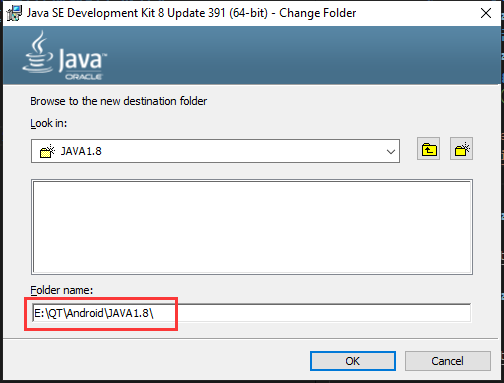 Java SE Development Kit 8 Update 391 (64-bit) - Change Folder
Java™
ORACLE
Browse to the new destination folder
Look in:
JAVA1.8
Folder name:
E:\QT\Android\JAVA1.8\
OK
Cancel